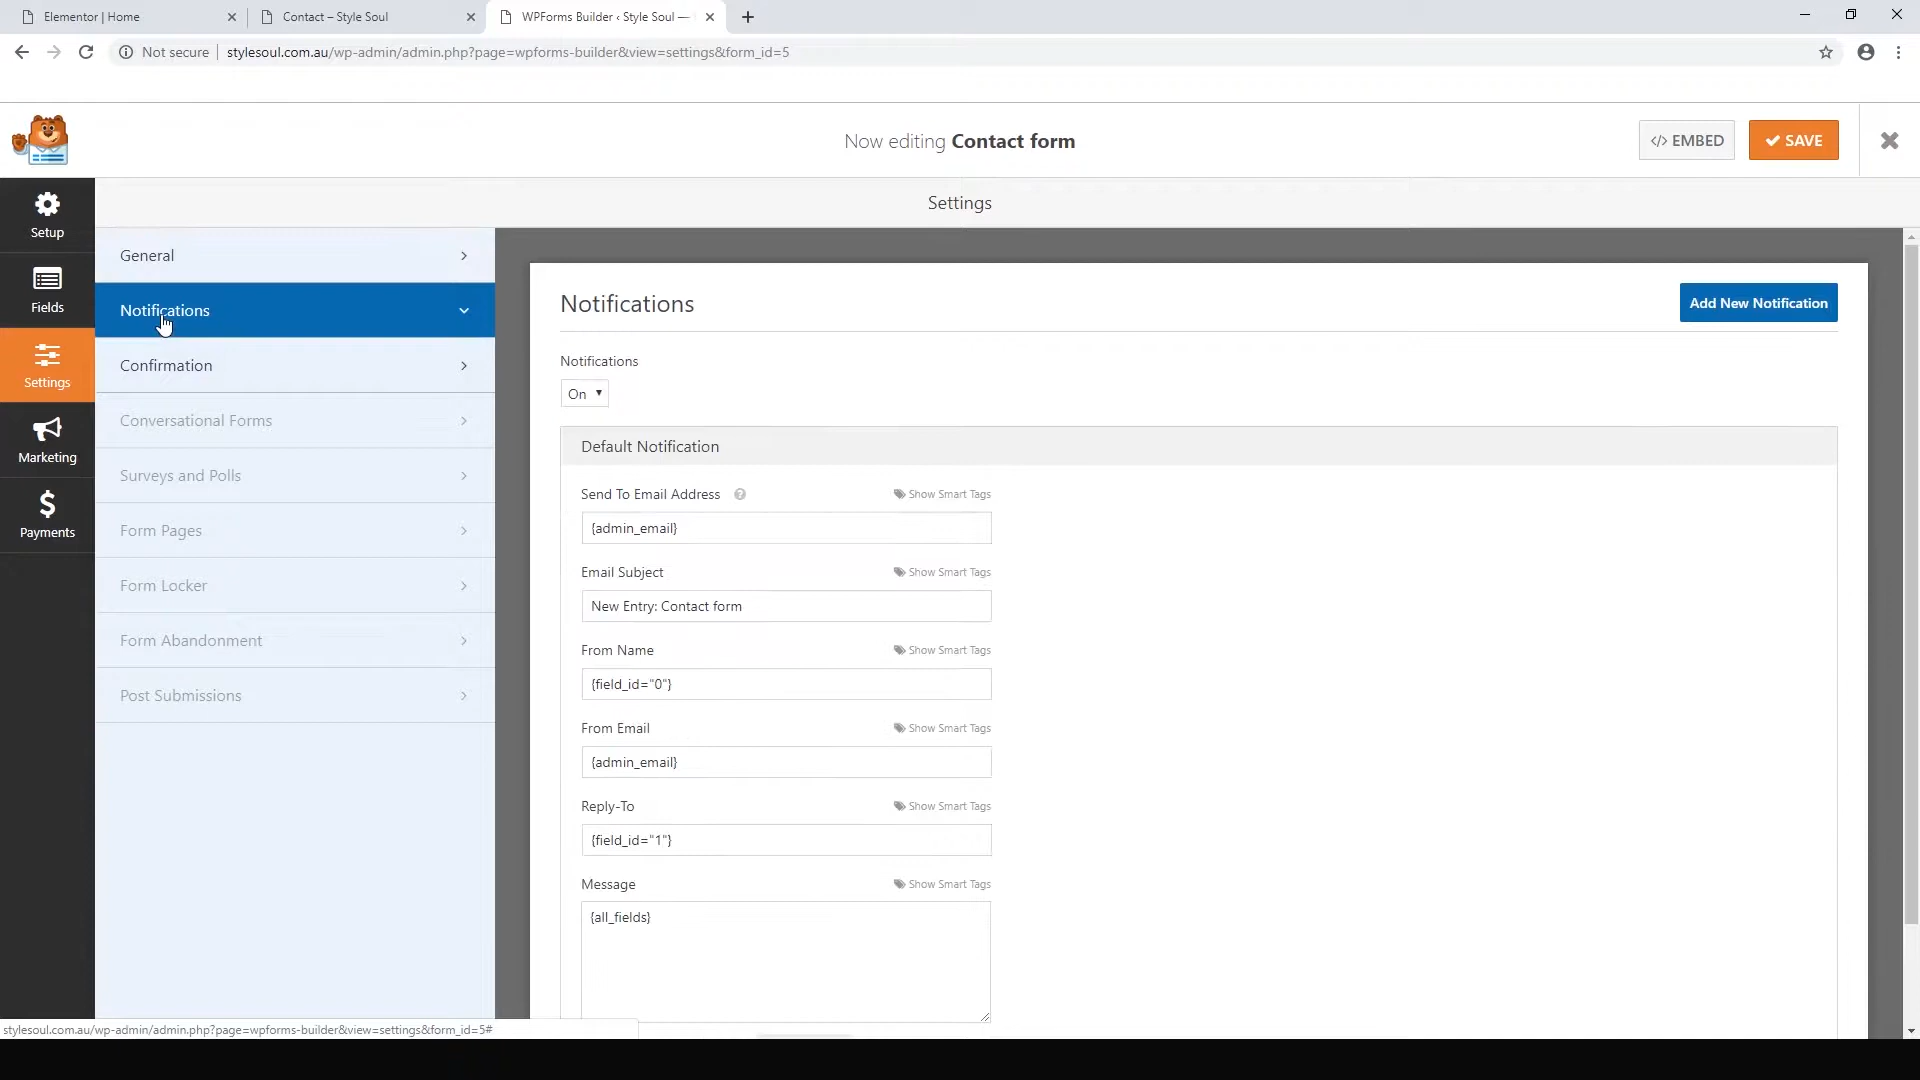 Elementor | Home
Contact – Style Soul
WPForms Builder ‹ Style Soul —
Not secure
stylesoul.com.au/wp-admin/admin.php?page=wpforms-builder&view=settings&form_id=5
Now editing Contact form
</> EMBED
SAVE
Setup
Fields
Settings
Marketing
Payments
Settings
General
Notifications
Confirmation
Conversational Forms
Surveys and Polls
Form Pages
Form Locker
Form Abandonment
Post Submissions
Notifications
Add New Notification
Notifications
On
Default Notification
Send To Email Address
Show Smart Tags
{admin_email}
Email Subject
Show Smart Tags
New Entry: Contact form
From Name
Show Smart Tags
{field_id="0"}
From Email
Show Smart Tags
{admin_email}
Reply-To
Show Smart Tags
{field_id="1"}
Message
Show Smart Tags
{all_fields}
stylesoul.com.au/wp-admin/admin.php?page=wpforms-builder&view=settings&form_id=5#